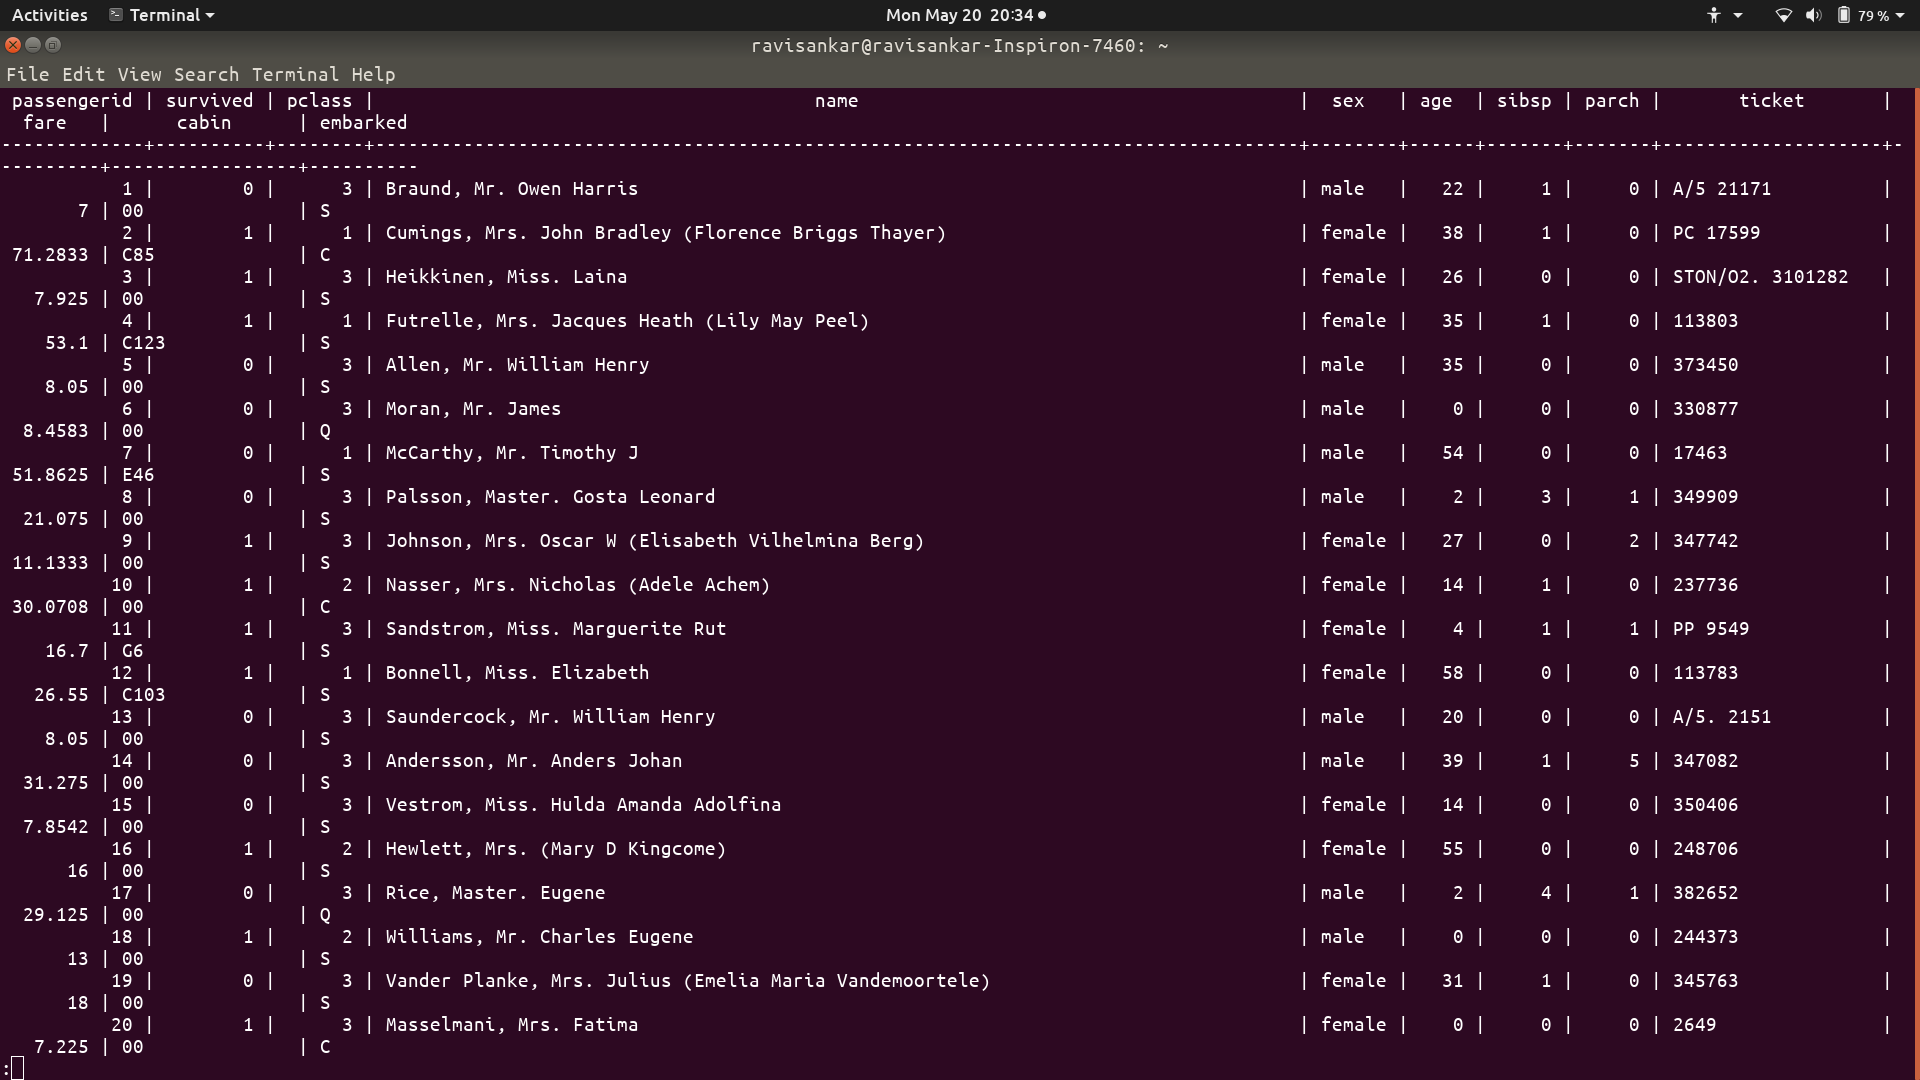 Activities Terminal Mon May 20 20:34 79 %
ravisankar@ravisankar-Inspiron-7460: ~
File Edit View Search Terminal Help
passengerid | survived | pclass | name | sex | age | sibsp | parch | ticket |
fare | cabin | embarked
-------------+----------+--------+------------------------------------------------------------------------------------+--------+------+-------+-------+--------------------+-
---------+-----------------+----------
1 | 0 | 3 | Braund, Mr. Owen Harris | male | 22 | 1 | 0 | A/5 21171 |
7 | 00 | S
2 | 1 | 1 | Cumings, Mrs. John Bradley (Florence Briggs Thayer) | female | 38 | 1 | 0 | PC 17599 |
71.2833 | C85 | C
3 | 1 | 3 | Heikkinen, Miss. Laina | female | 26 | 0 | 0 | STON/O2. 3101282 |
7.925 | 00 | S
4 | 1 | 1 | Futrelle, Mrs. Jacques Heath (Lily May Peel) | female | 35 | 1 | 0 | 113803 |
53.1 | C123 | S
5 | 0 | 3 | Allen, Mr. William Henry | male | 35 | 0 | 0 | 373450 |
8.05 | 00 | S
6 | 0 | 3 | Moran, Mr. James | male | 0 | 0 | 0 | 330877 |
8.4583 | 00 | Q
7 | 0 | 1 | McCarthy, Mr. Timothy J | male | 54 | 0 | 0 | 17463 |
51.8625 | E46 | S
8 | 0 | 3 | Palsson, Master. Gosta Leonard | male | 2 | 3 | 1 | 349909 |
21.075 | 00 | S
9 | 1 | 3 | Johnson, Mrs. Oscar W (Elisabeth Vilhelmina Berg) | female | 27 | 0 | 2 | 347742 |
11.1333 | 00 | S
10 | 1 | 2 | Nasser, Mrs. Nicholas (Adele Achem) | female | 14 | 1 | 0 | 237736 |
30.0708 | 00 | C
11 | 1 | 3 | Sandstrom, Miss. Marguerite Rut | female | 4 | 1 | 1 | PP 9549 |
16.7 | G6 | S
12 | 1 | 1 | Bonnell, Miss. Elizabeth | female | 58 | 0 | 0 | 113783 |
26.55 | C103 | S
13 | 0 | 3 | Saundercock, Mr. William Henry | male | 20 | 0 | 0 | A/5. 2151 |
8.05 | 00 | S
14 | 0 | 3 | Andersson, Mr. Anders Johan | male | 39 | 1 | 5 | 347082 |
31.275 | 00 | S
15 | 0 | 3 | Vestrom, Miss. Hulda Amanda Adolfina | female | 14 | 0 | 0 | 350406 |
7.8542 | 00 | S
16 | 1 | 2 | Hewlett, Mrs. (Mary D Kingcome) | female | 55 | 0 | 0 | 248706 |
16 | 00 | S
17 | 0 | 3 | Rice, Master. Eugene | male | 2 | 4 | 1 | 382652 |
29.125 | 00 | Q
18 | 1 | 2 | Williams, Mr. Charles Eugene | male | 0 | 0 | 0 | 244373 |
13 | 00 | S
19 | 0 | 3 | Vander Planke, Mrs. Julius (Emelia Maria Vandemoortele) | female | 31 | 1 | 0 | 345763 |
18 | 00 | S
20 | 1 | 3 | Masselmani, Mrs. Fatima | female | 0 | 0 | 0 | 2649 |
7.225 | 00 | C
: